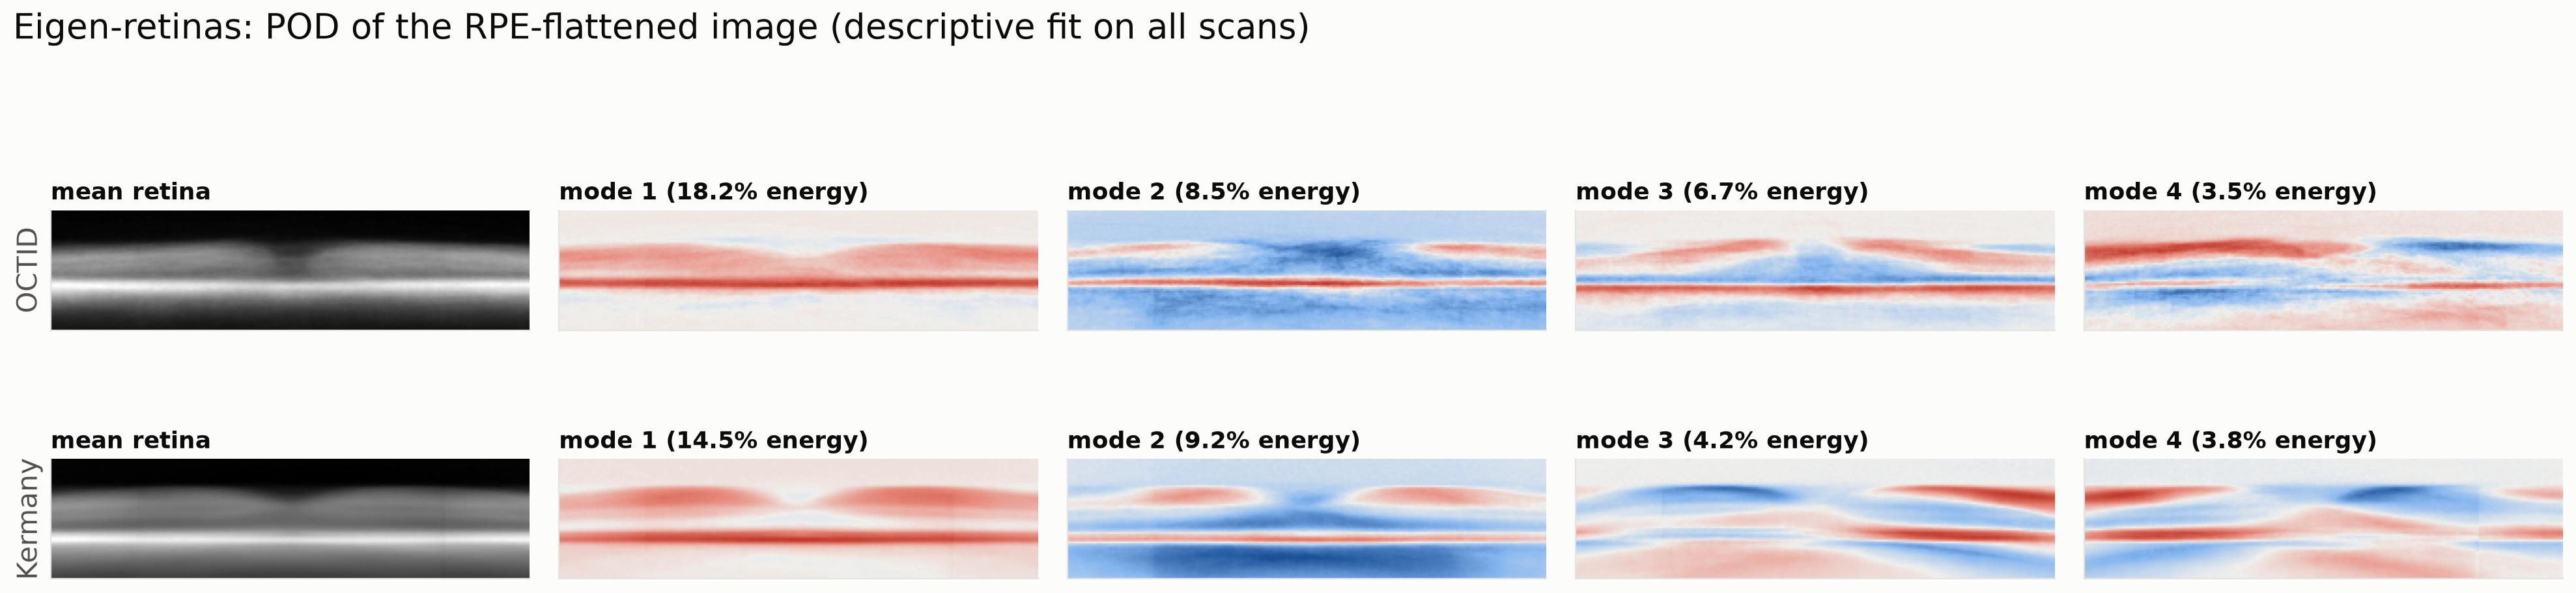 Eigen-retinas: POD of the RPE-flattened image (descriptive fit on all scans)
OCTID
mean retina
mode 1 (18.2% energy)
mode 2 (8.5% energy)
mode 3 (6.7% energy)
mode 4 (3.5% energy)
Kermany
mean retina
mode 1 (14.5% energy)
mode 2 (9.2% energy)
mode 3 (4.2% energy)
mode 4 (3.8% energy)